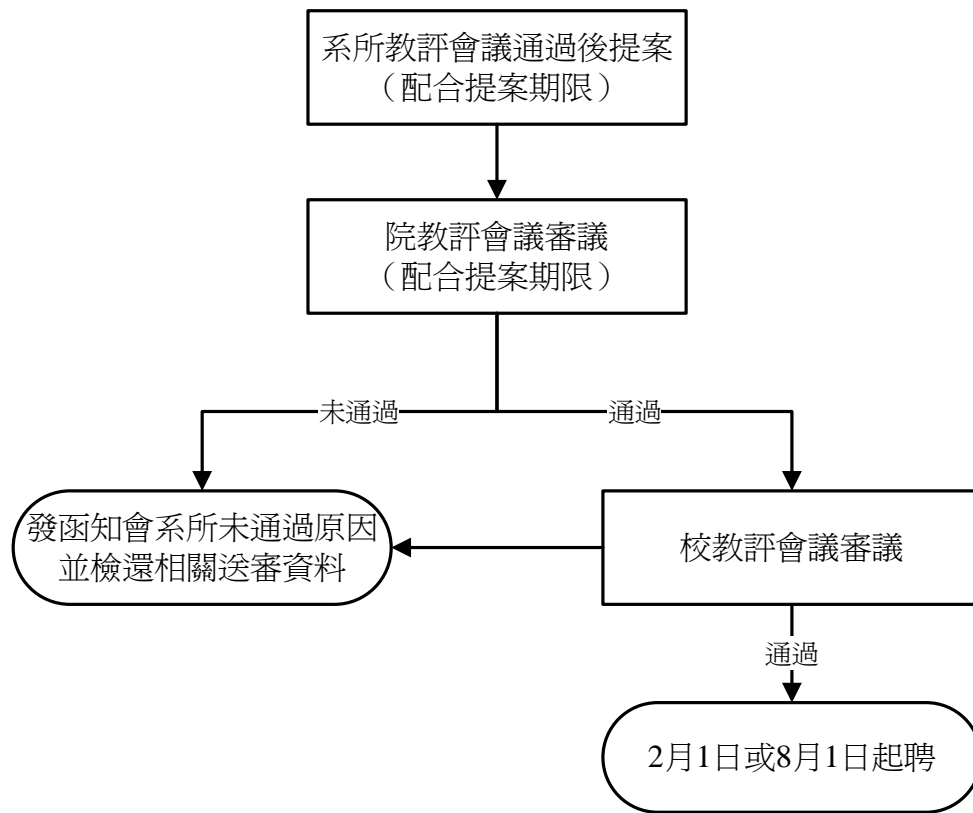 系所教評會議通過後提案
（配合提案期限）
院教評會議審議
（配合提案期限）
未通過
通過
發函知會系所未通過原因
並檢還相關送審資料
校教評會議審議
通過
2月1日或8月1日起聘